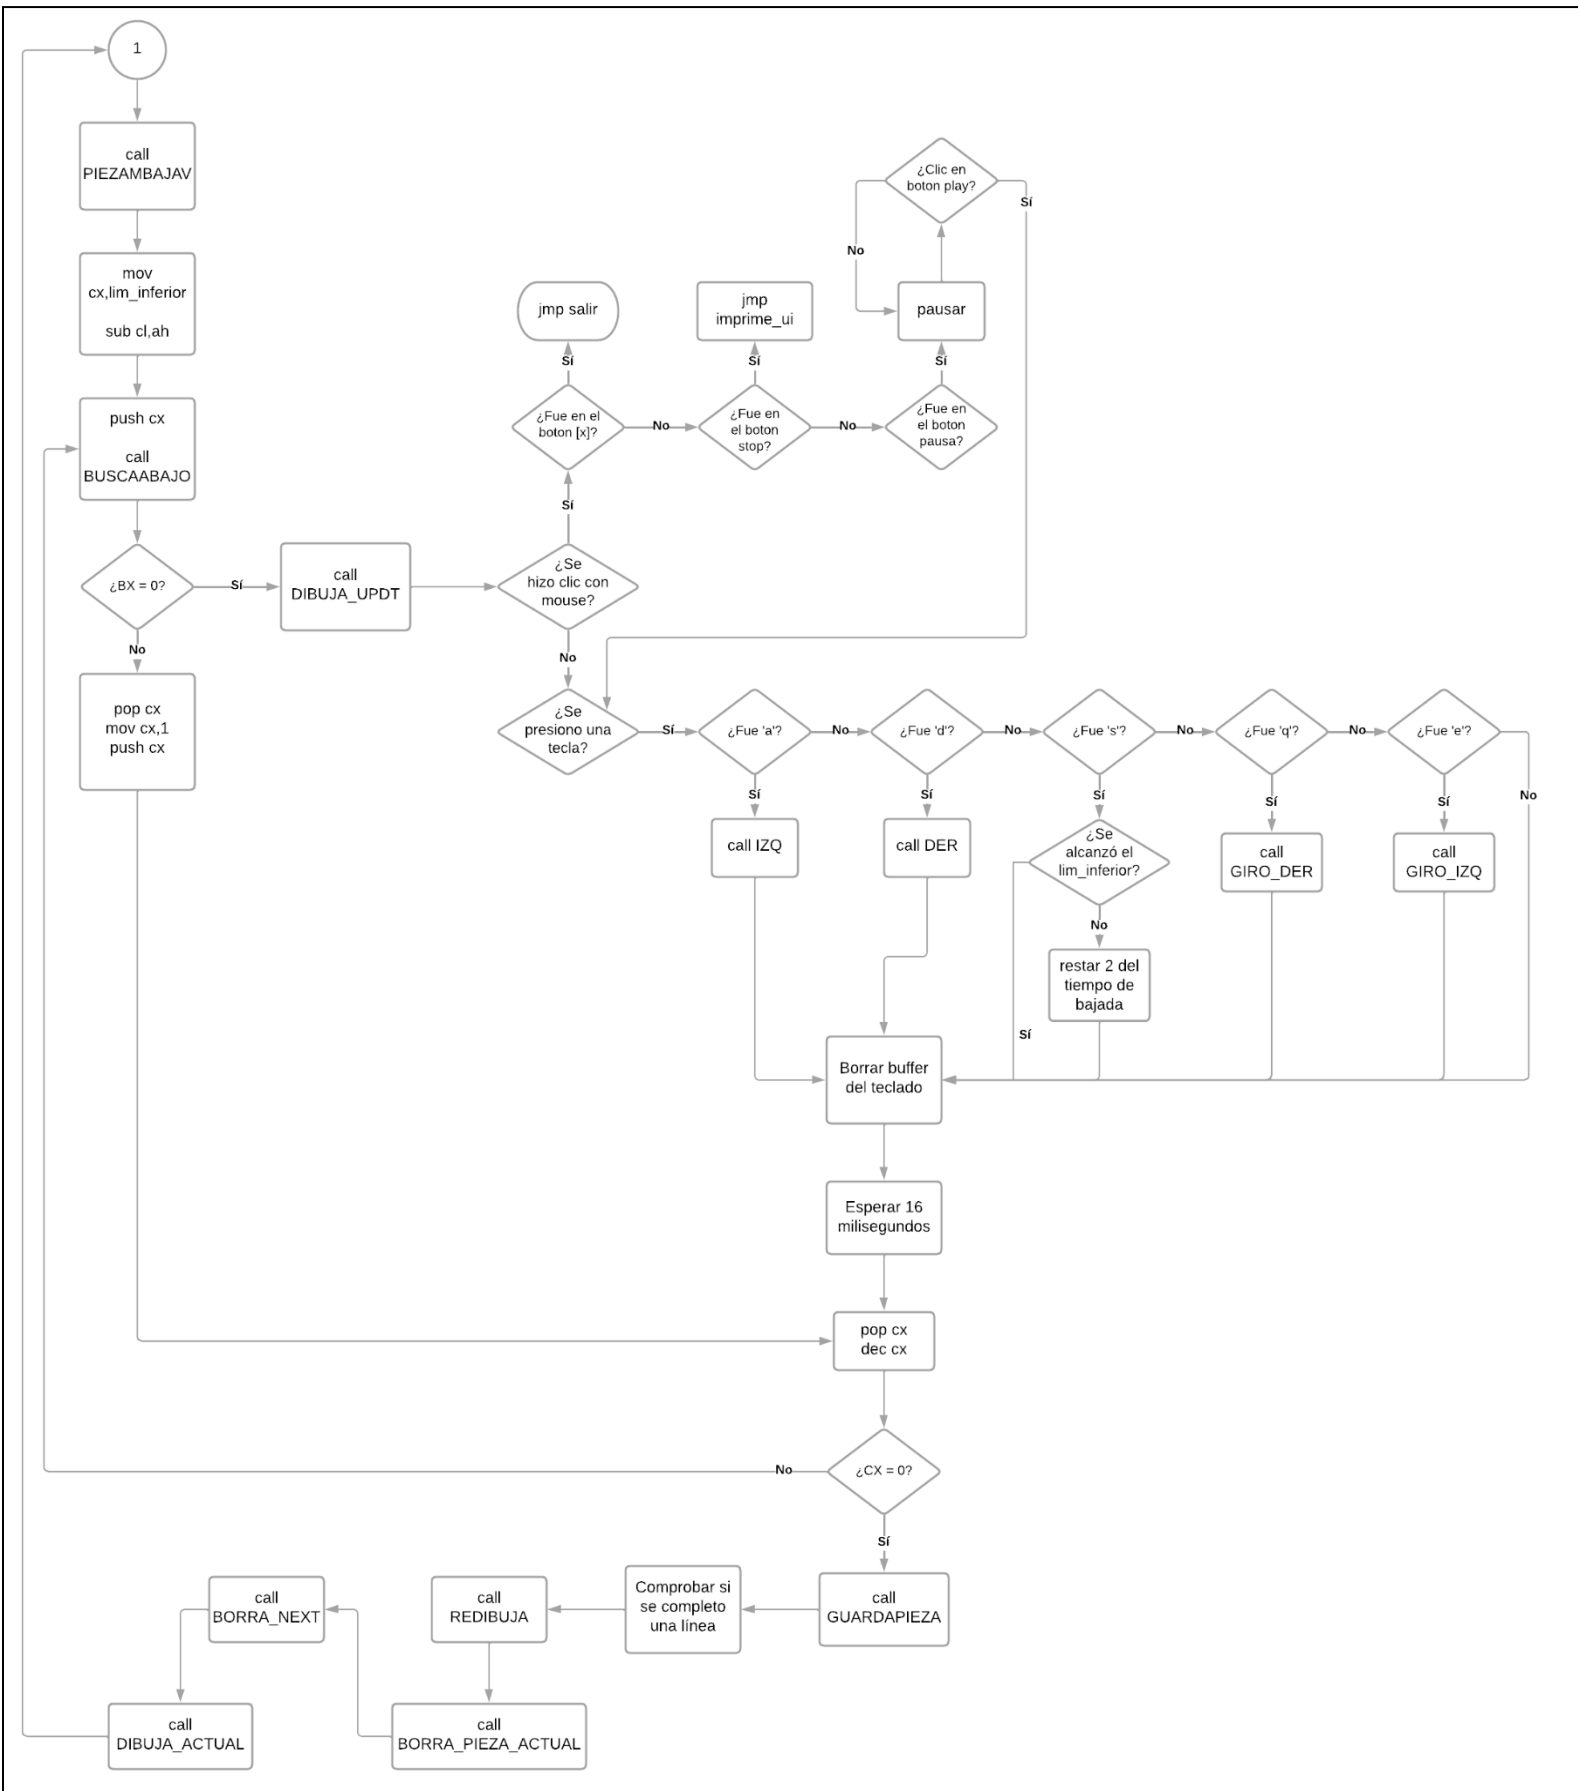 1
call
PIEZAMBAJAV
mov
cx,lim_inferior
sub cl,ah
push cx
call
BUSCAABAJO
¿BX = 0?
Sí
No
pop cx
mov cx,1
push cx
call
DIBUJA_UPDT
¿Se
hizo clic con
mouse?
Sí
No
¿Fue en el
boton [x]?
Sí
jmp salir
No
¿Fue en
el boton
stop?
Sí
jmp
imprime_ui
No
¿Fue en
el boton
pausa?
Sí
pausar
¿Clic en
boton play?
No
Sí
¿Se
presiono una
tecla?
Sí
¿Fue 'a'?
No
¿Fue 'd'?
No
¿Fue 's'?
No
¿Fue 'q'?
No
¿Fue 'e'?
No
Sí
call IZQ
Sí
call DER
Sí
¿Se
alcanzó el
lim_inferior?
No
restar 2 del
tiempo de
bajada
Sí
Sí
call
GIRO_DER
Sí
call
GIRO_IZQ
Borrar buffer
del teclado
Esperar 16
milisegundos
pop cx
dec cx
¿CX = 0?
No
Sí
call
GUARDAPIEZA
Comprobar si
se completo
una línea
call
REDIBUJA
call
BORRA_PIEZA_ACTUAL
call
BORRA_NEXT
call
DIBUJA_ACTUAL